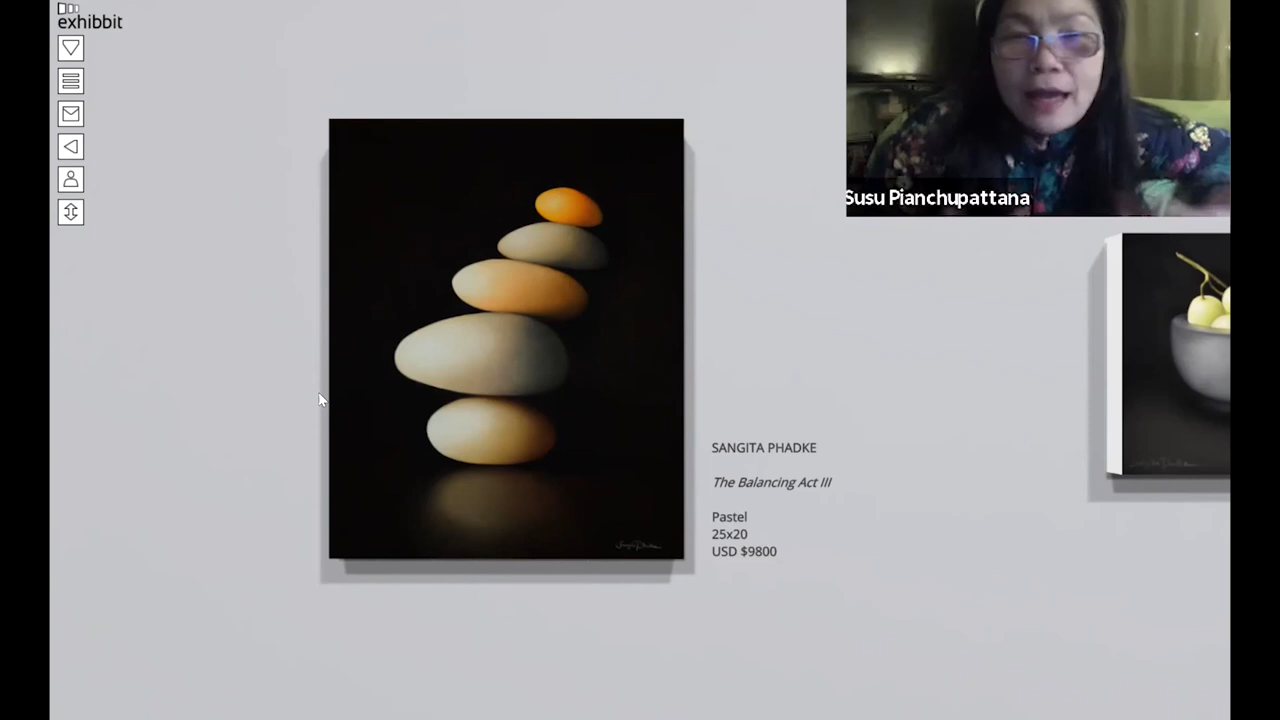 exhibbit
Susu Pianchupattana
SANGITA PHADKE
The Balancing Act III
Pastel
25x20
USD $9800